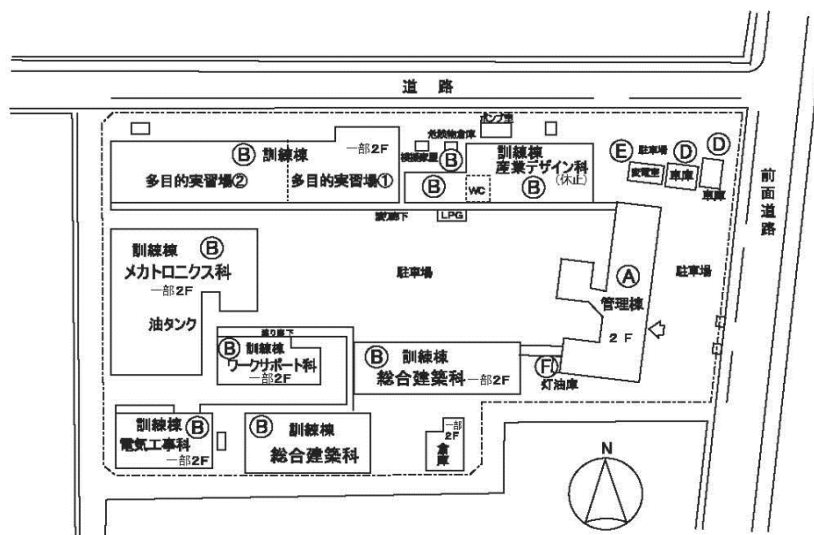 道 路
ポンプ室
危険物倉庫
Ⓑ 訓練棟
一部2F
多目的実習場②
多目的実習場①
Ⓑ
訓練棟
産業デザイン科
(休止)
Ⓑ
WC
Ⓑ
Ⓔ
駐車場
Ⓓ
Ⓓ
変電室
車庫
車庫
前面道路
渡り廊下
LPG
訓練棟 Ⓑ
メカトロニクス科
一部2F
油タンク
駐車場
Ⓐ
管理棟
2 F
駐車場
渡り廊下
Ⓑ 訓練棟
ワークサポート科
一部2F
Ⓑ 訓練棟
総合建築科 一部2F
Ⓕ
灯油庫
訓練棟 Ⓑ
電気工事科
一部2F
Ⓑ 訓練棟
総合建築科
一部
2F
倉庫
N